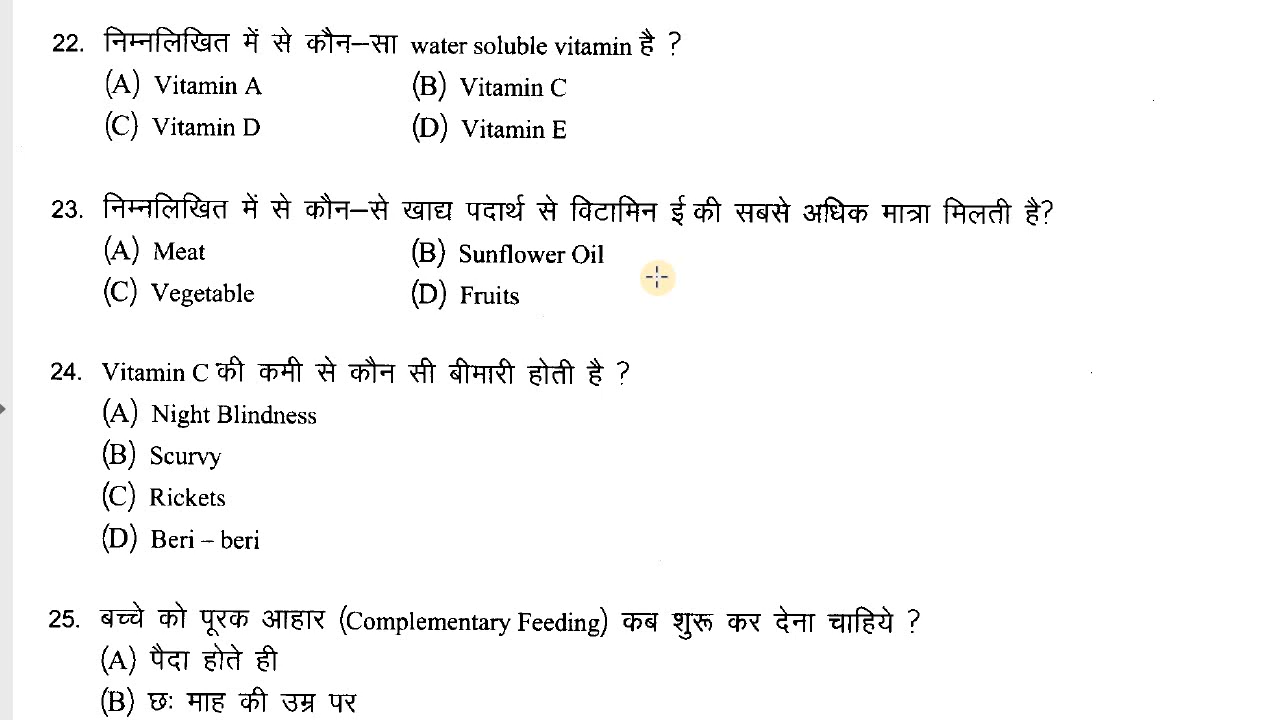 22. निम्नलिखित में से कौन–सा water soluble vitamin है ?
(A) Vitamin A (B) Vitamin C
(C) Vitamin D (D) Vitamin E
23. निम्नलिखित में से कौन–से खाद्य पदार्थ से विटामिन ई की सबसे अधिक मात्रा मिलती है?
(A) Meat (B) Sunflower Oil
(C) Vegetable (D) Fruits
24. Vitamin C की कमी से कौन सी बीमारी होती है ?
(A) Night Blindness
(B) Scurvy
(C) Rickets
(D) Beri – beri
25. बच्चे को पूरक आहार (Complementary Feeding) कब शुरू कर देना चाहिये ?
(A) पैदा होते ही
(B) छः माह की उम्र पर